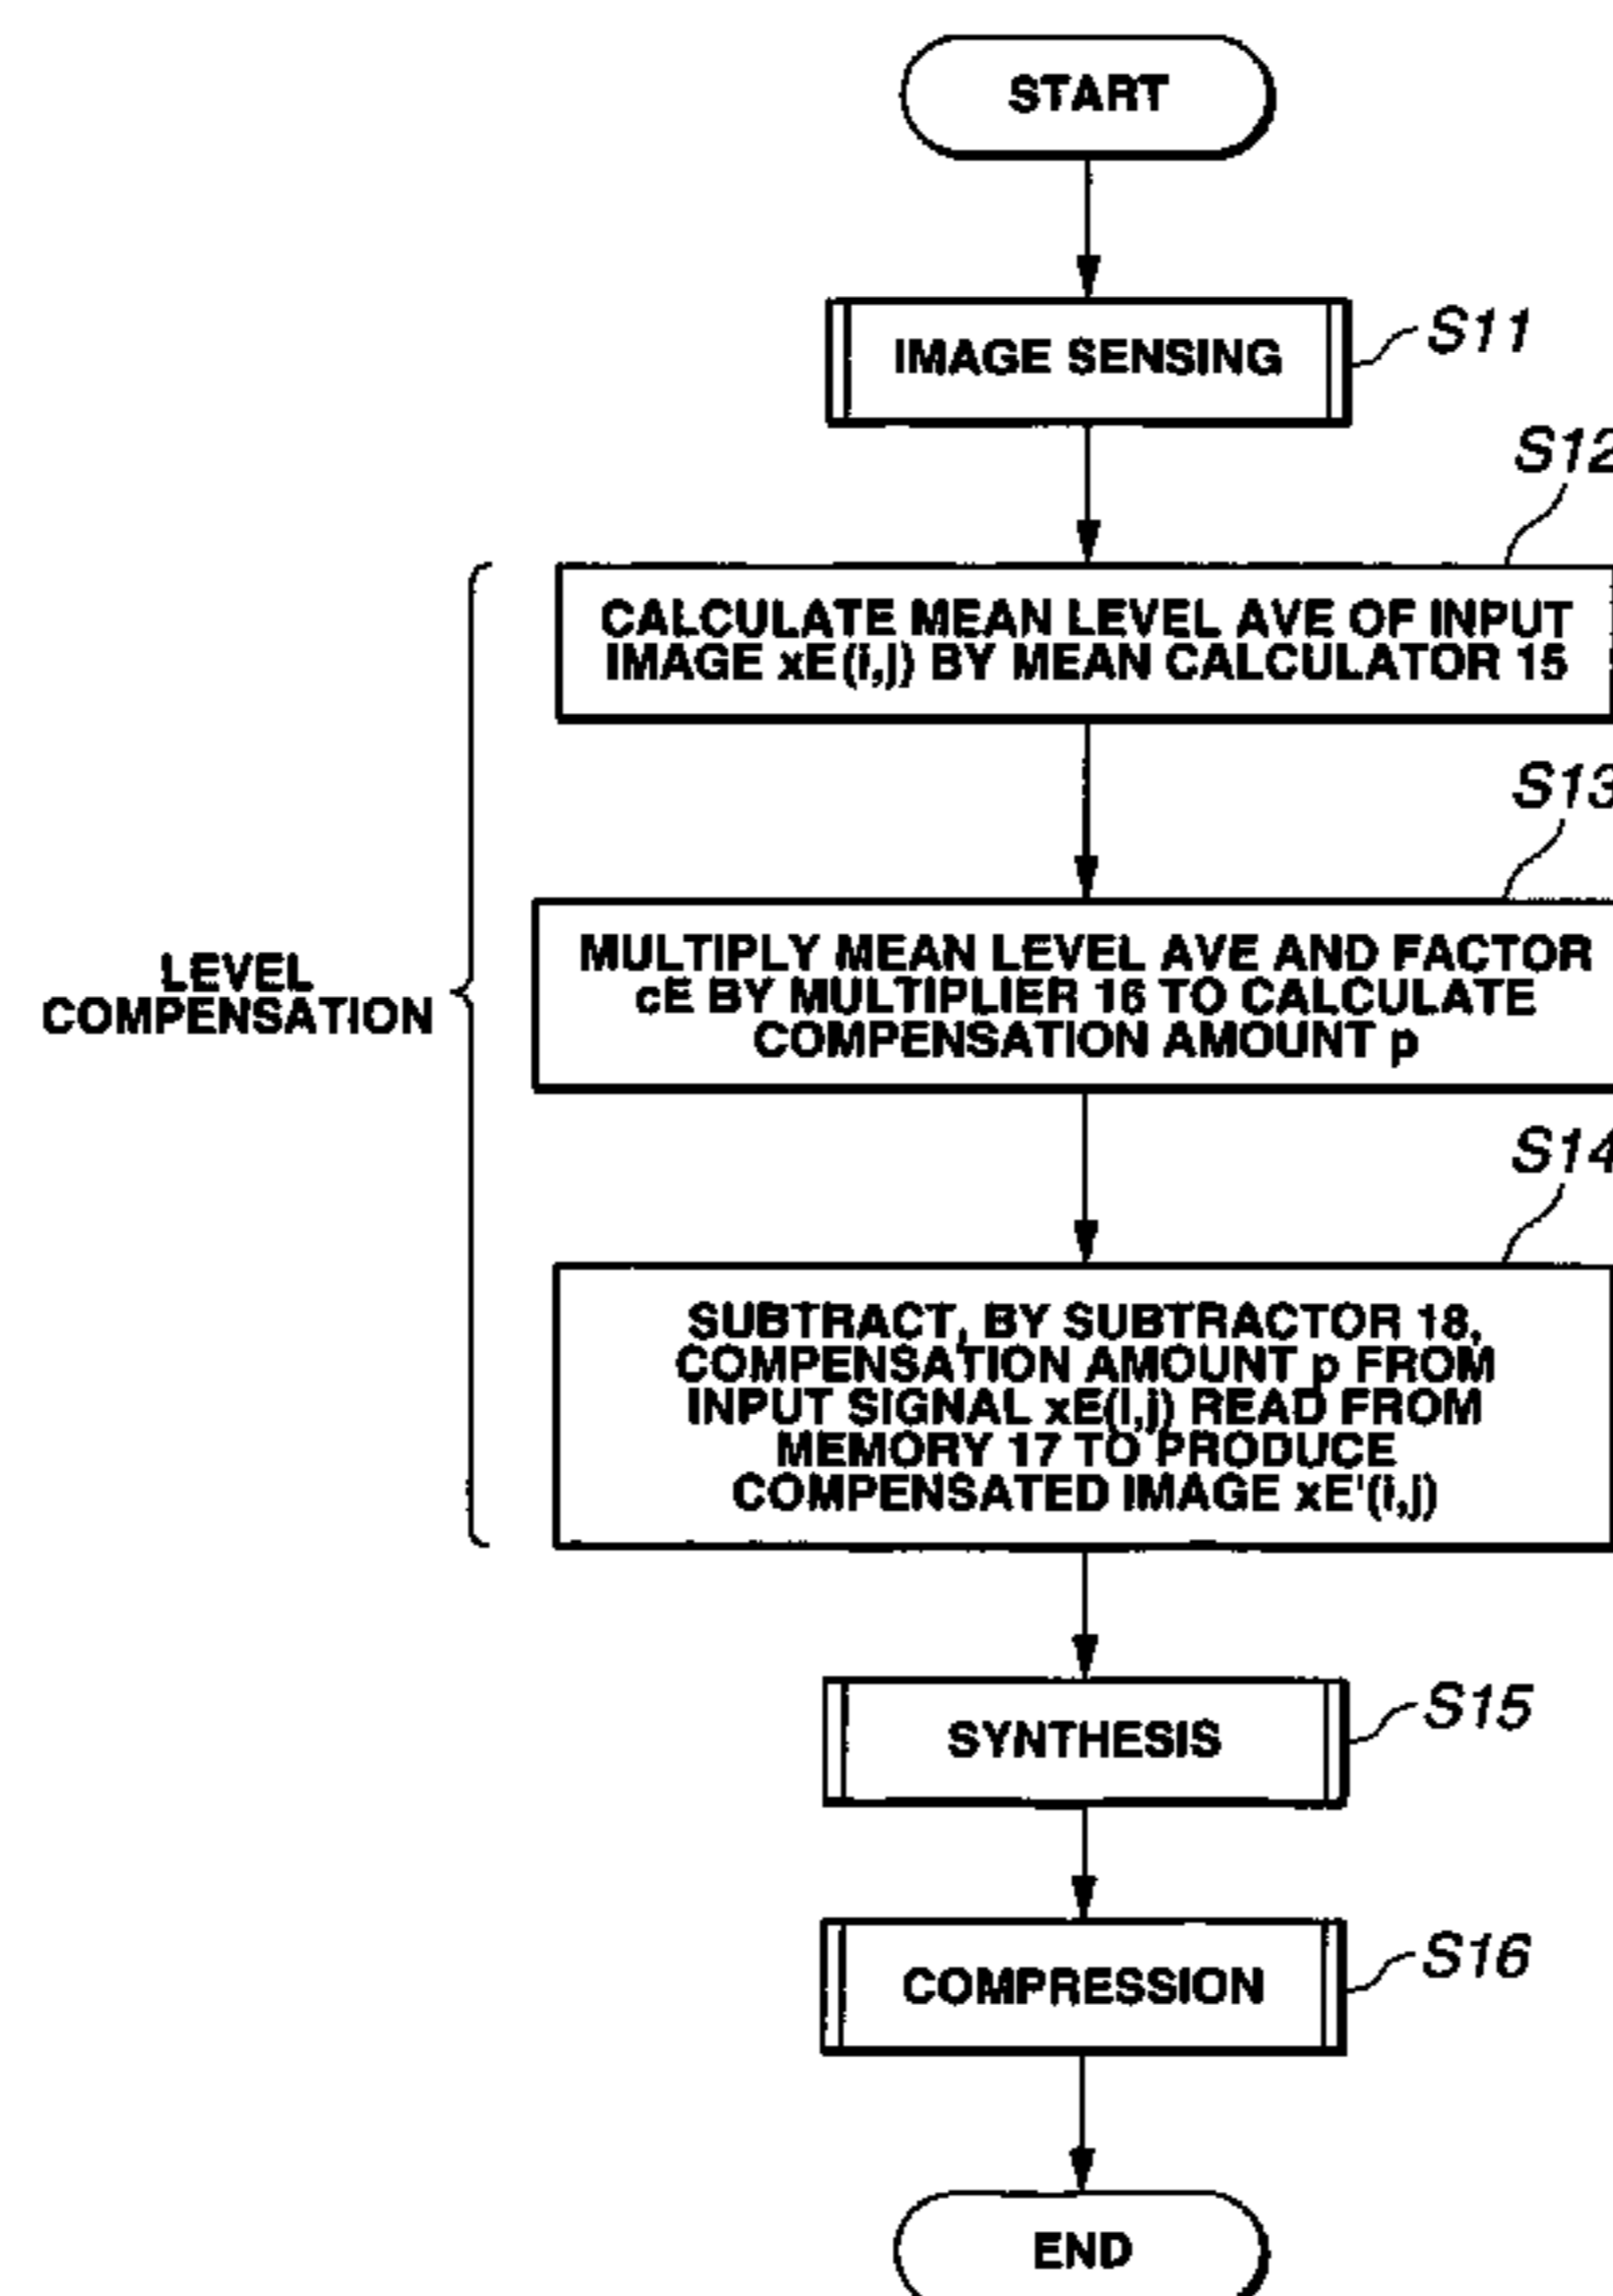 START
IMAGE SENSING
S11
S12
CALCULATE MEAN LEVEL AVE OF INPUT
IMAGE xE(i,j) BY MEAN CALCULATOR 15
S13
LEVEL
COMPENSATION
MULTIPLY MEAN LEVEL AVE AND FACTOR
cE BY MULTIPLIER 16 TO CALCULATE
COMPENSATION AMOUNT p
S14
SUBTRACT, BY SUBTRACTOR 18,
COMPENSATION AMOUNT p FROM
INPUT SIGNAL xE(i,j) READ FROM
MEMORY 17 TO PRODUCE
COMPENSATED IMAGE xE'(i,j)
SYNTHESIS
S15
COMPRESSION
S16
END